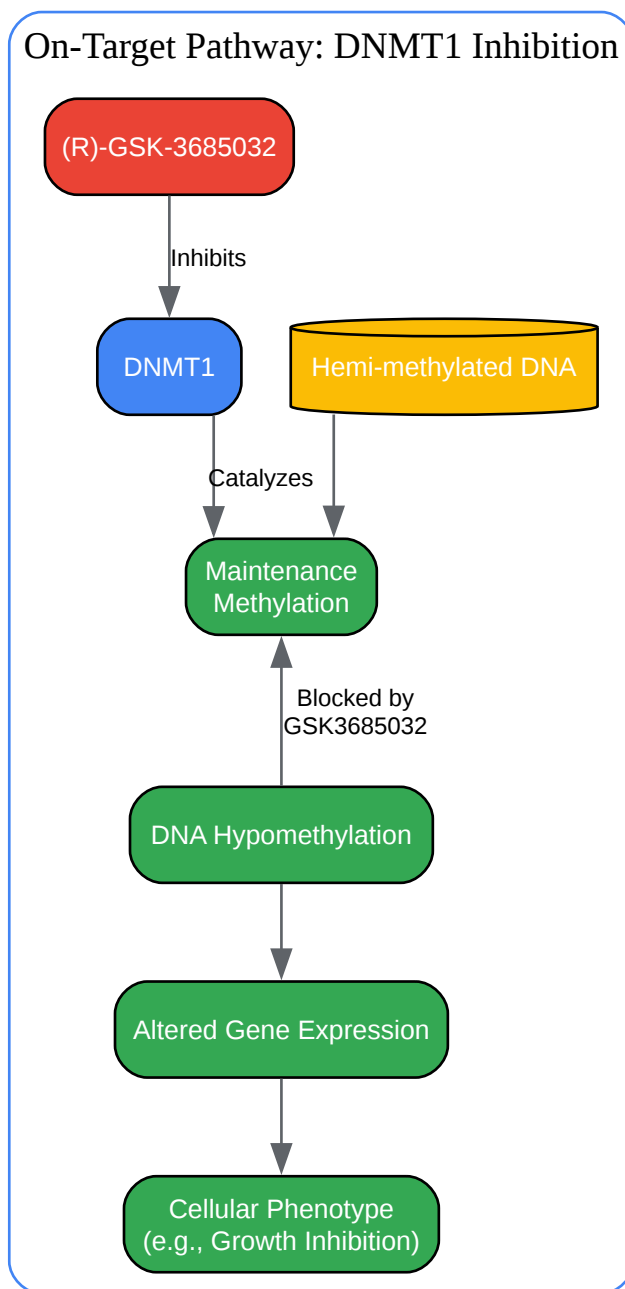 On-Target Pathway: DNMT1 Inhibition
(R)-GSK-3685032
Inhibits
DNMT1
Hemi-methylated DNA
Catalyzes
Maintenance
Methylation
Blocked by
GSK3685032
DNA Hypomethylation
Altered Gene Expression
Cellular Phenotype
(e.g., Growth Inhibition)